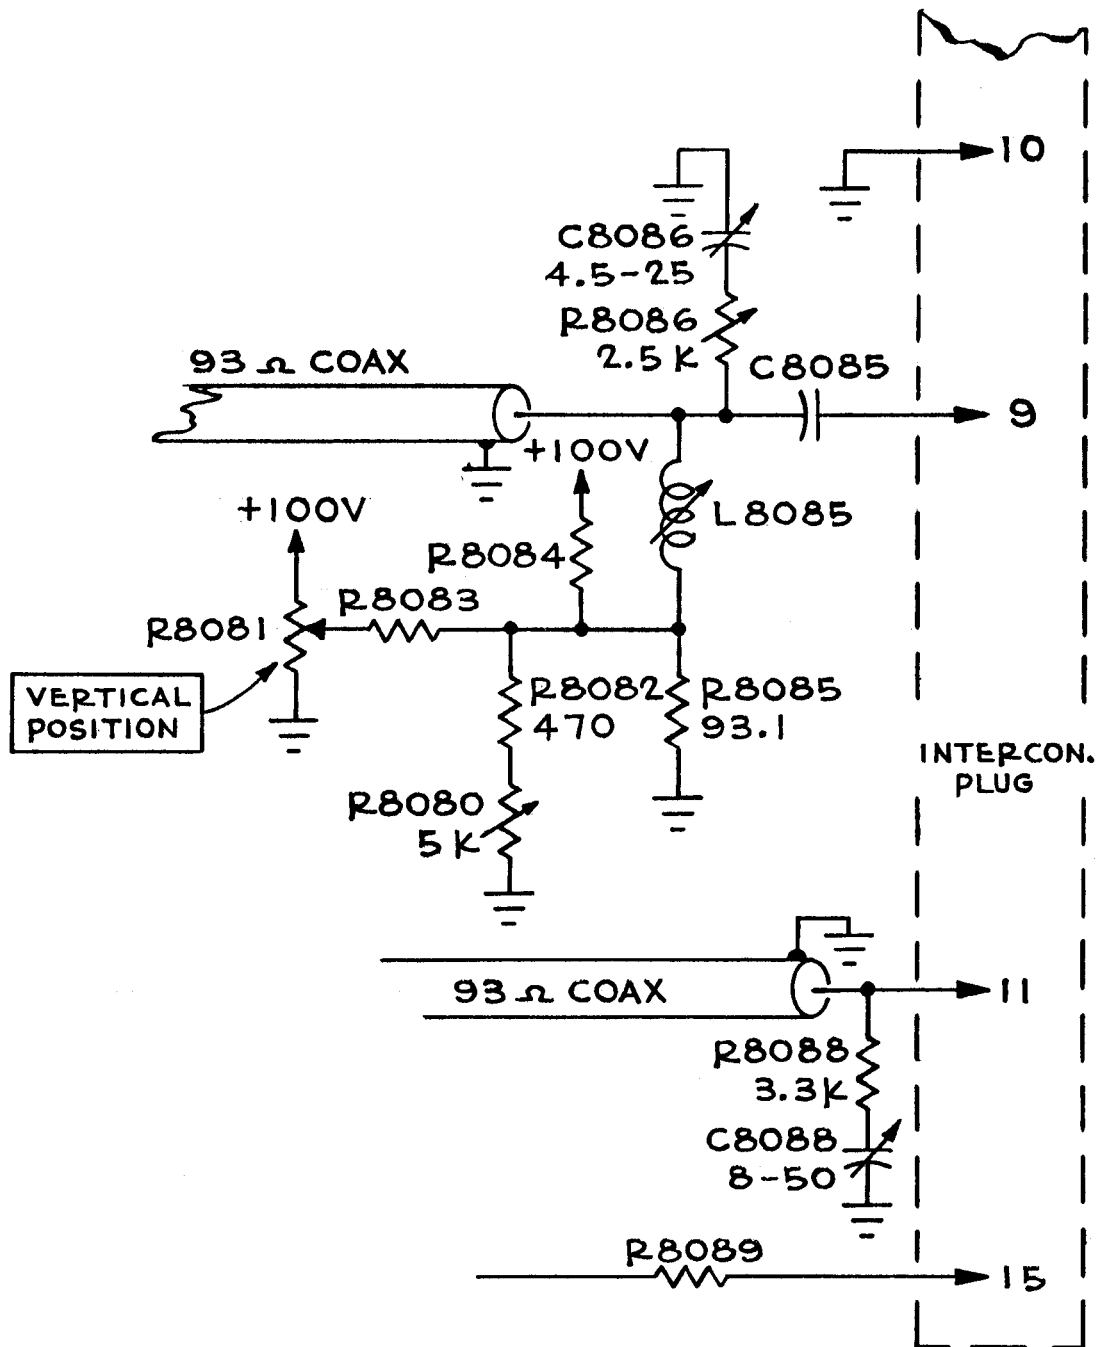 10
C8086
4.5-25
R8086
2.5 K
93 Ω COAX
C8085
9
+100V
+100V
L8085
R8084
R8083
R8081
VERTICAL
POSITION
R8082
470
R8085
93.1
INTERCON.
PLUG
R8080
5 K
93 Ω COAX
11
R8088
3.3K
C8088
8-50
R8089
15